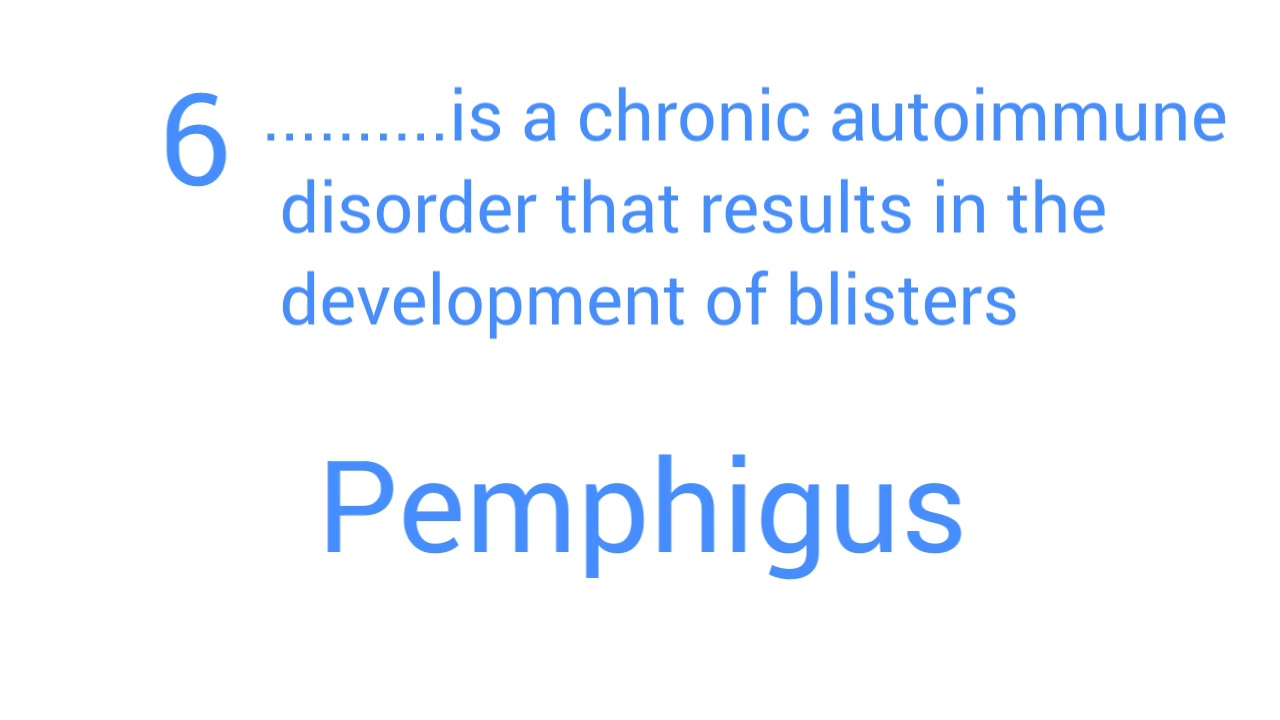 6 ..........is a chronic autoimmune
disorder that results in the
development of blisters
Pemphigus